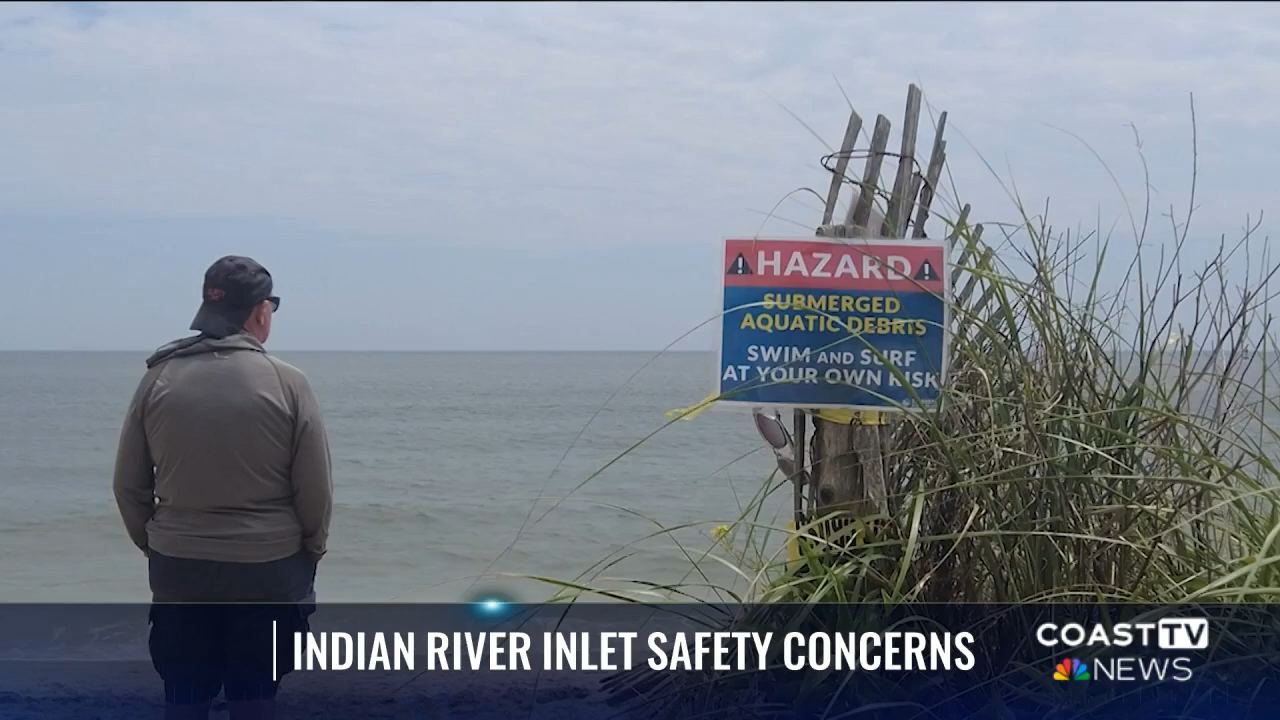 HAZARD
SUBMERGED
AQUATIC DEBRIS
SWIM AND SURF
AT YOUR OWN RISK
INDIAN RIVER INLET SAFETY CONCERNS
COAST TV
NEWS